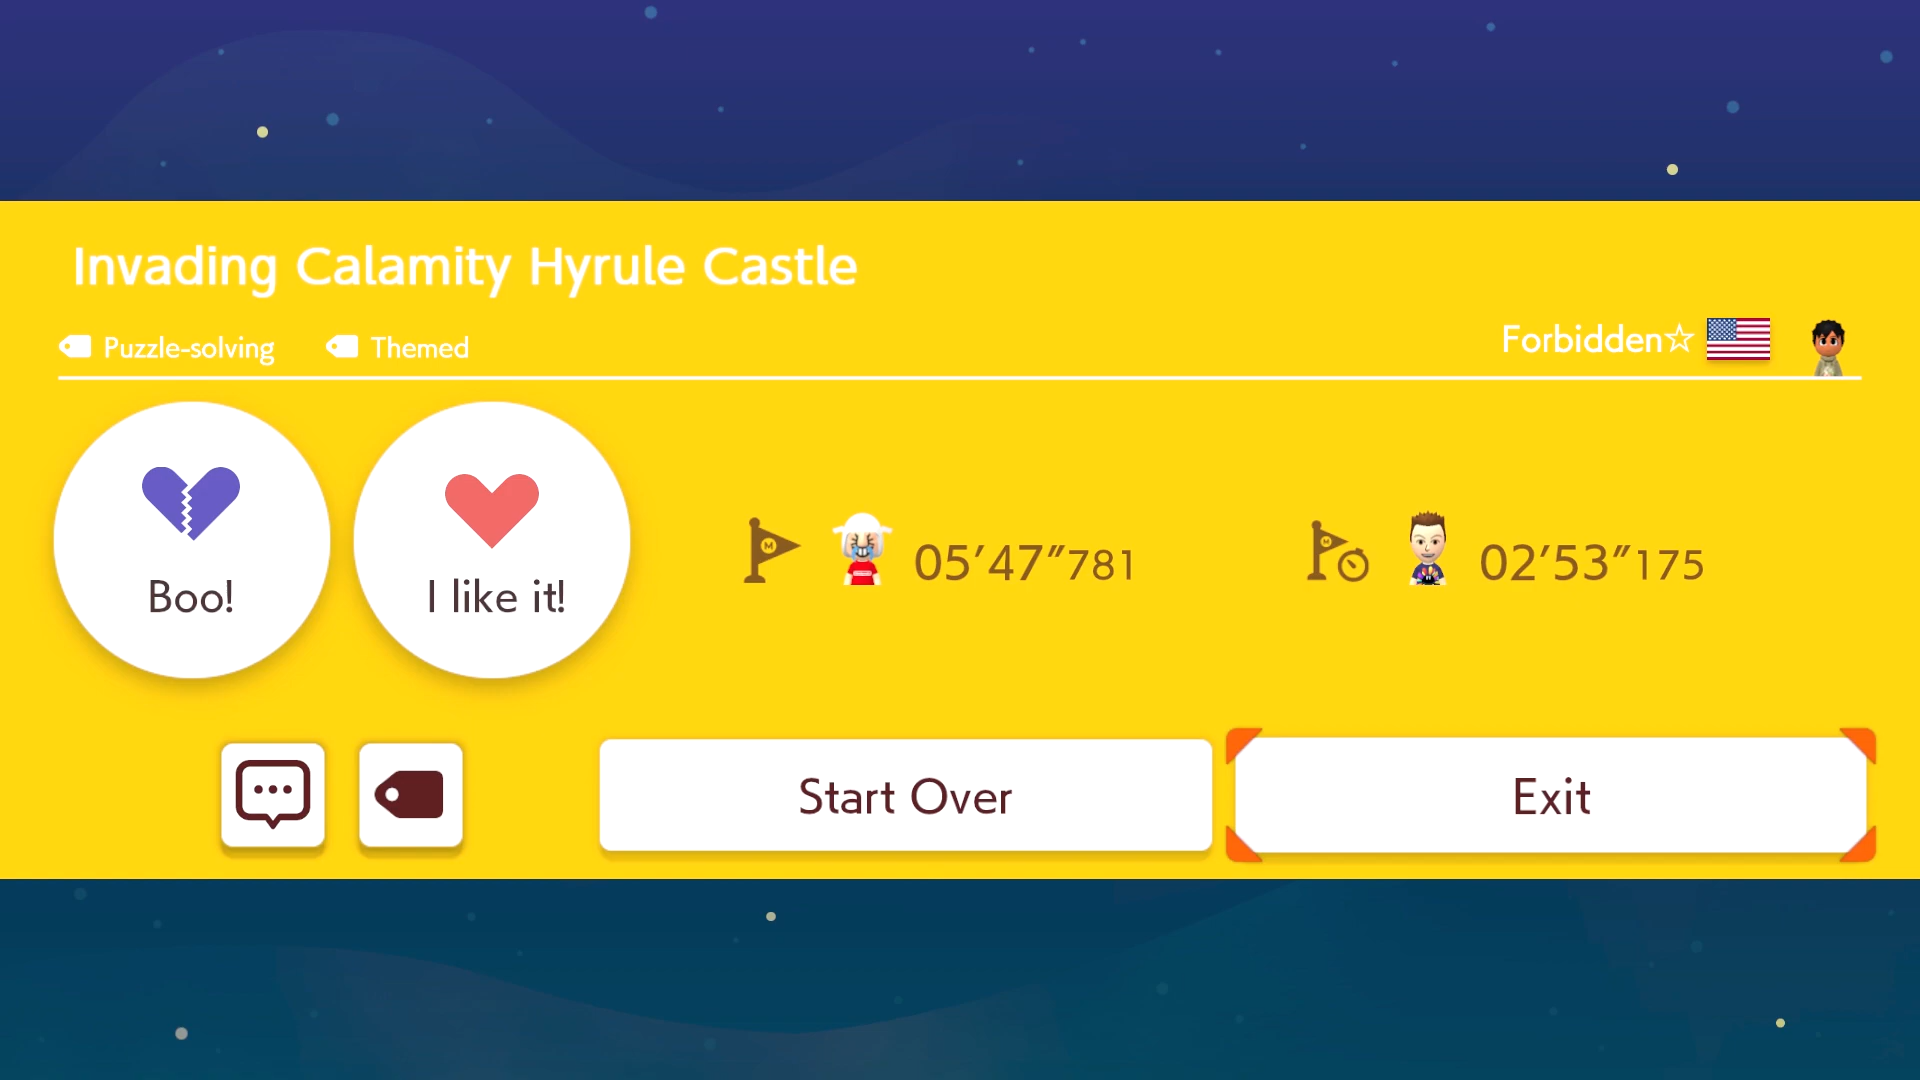 Invading Calamity Hyrule Castle
Puzzle-solving Themed
Forbidden☆
Boo!
I like it!
M 05′47″781
M 02′53″175
Start Over
Exit